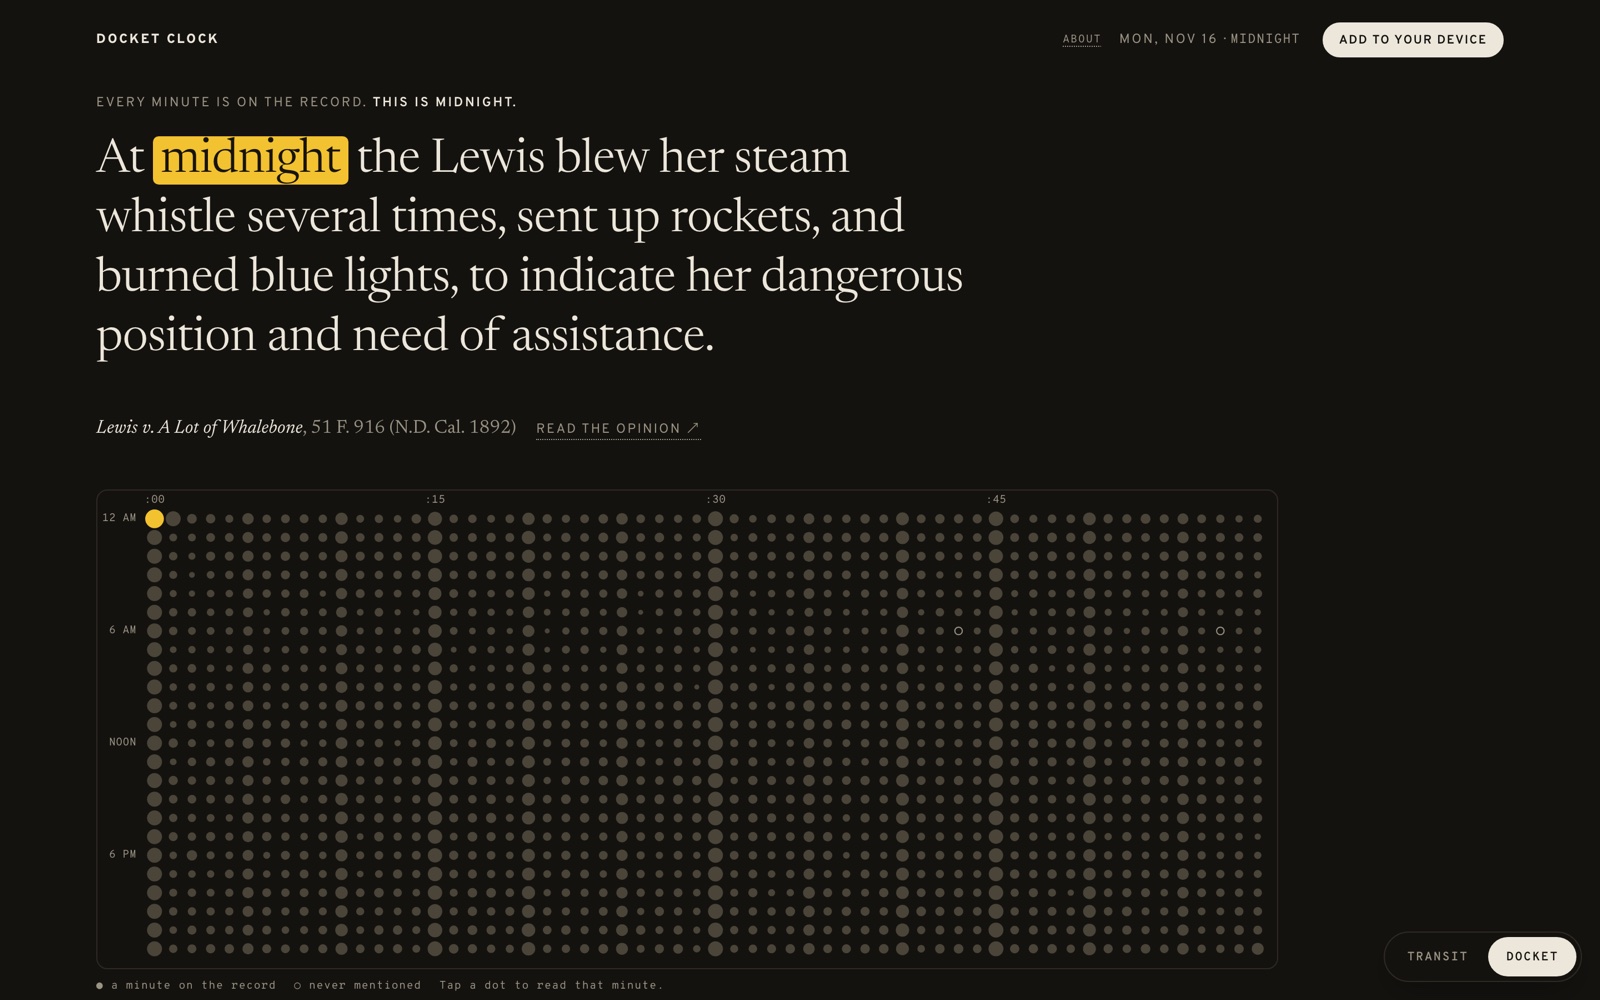 DOCKET CLOCK
ABOUT MON, NOV 16 · MIDNIGHT ADD TO YOUR DEVICE
EVERY MINUTE IS ON THE RECORD. THIS IS MIDNIGHT.
At midnight the Lewis blew her steam
whistle several times, sent up rockets, and
burned blue lights, to indicate her dangerous
position and need of assistance.
Lewis v. A Lot of Whalebone, 51 F. 916 (N.D. Cal. 1892) READ THE OPINION ↗
:00 :15 :30 :45
12 AM
6 AM
NOON
6 PM
a minute on the record never mentioned Tap a dot to read that minute.
TRANSIT DOCKET